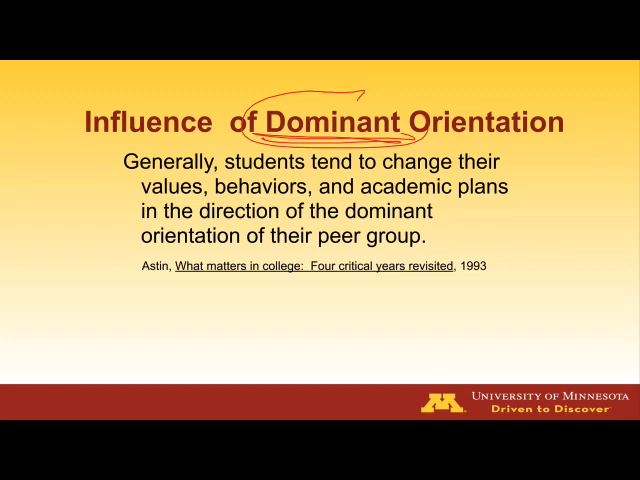 Influence of Dominant Orientation
Generally, students tend to change their
values, behaviors, and academic plans
in the direction of the dominant
orientation of their peer group.
Astin, What matters in college: Four critical years revisited, 1993
M
UNIVERSITY OF MINNESOTA
Driven to Discover